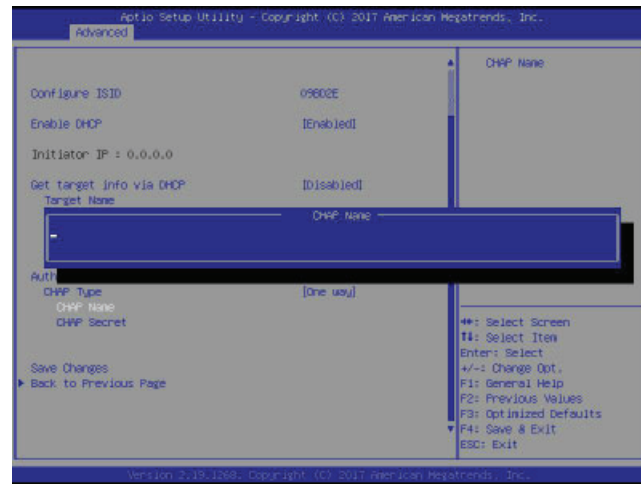 Aptio Setup Utility - Copyright (C) 2017 American Megatrends, Inc.
Advanced
CHAP Name
Configure ISID 09BD2E
Enable DHCP [Enabled]
Initiator IP : 0.0.0.0
Get target info via DHCP [Disabled]
Target Name
CHAP Name
Auth
CHAP Type [One way]
CHAP Name
CHAP Secret
Save Changes
Back to Previous Page
: Select Screen
: Select Item
Enter: Select
+/-: Change Opt.
F1: General Help
F2: Previous Values
F3: Optimized Defaults
F4: Save & Exit
ESC: Exit
Version 2.19.1268. Copyright (C) 2017 American Megatrends, Inc.